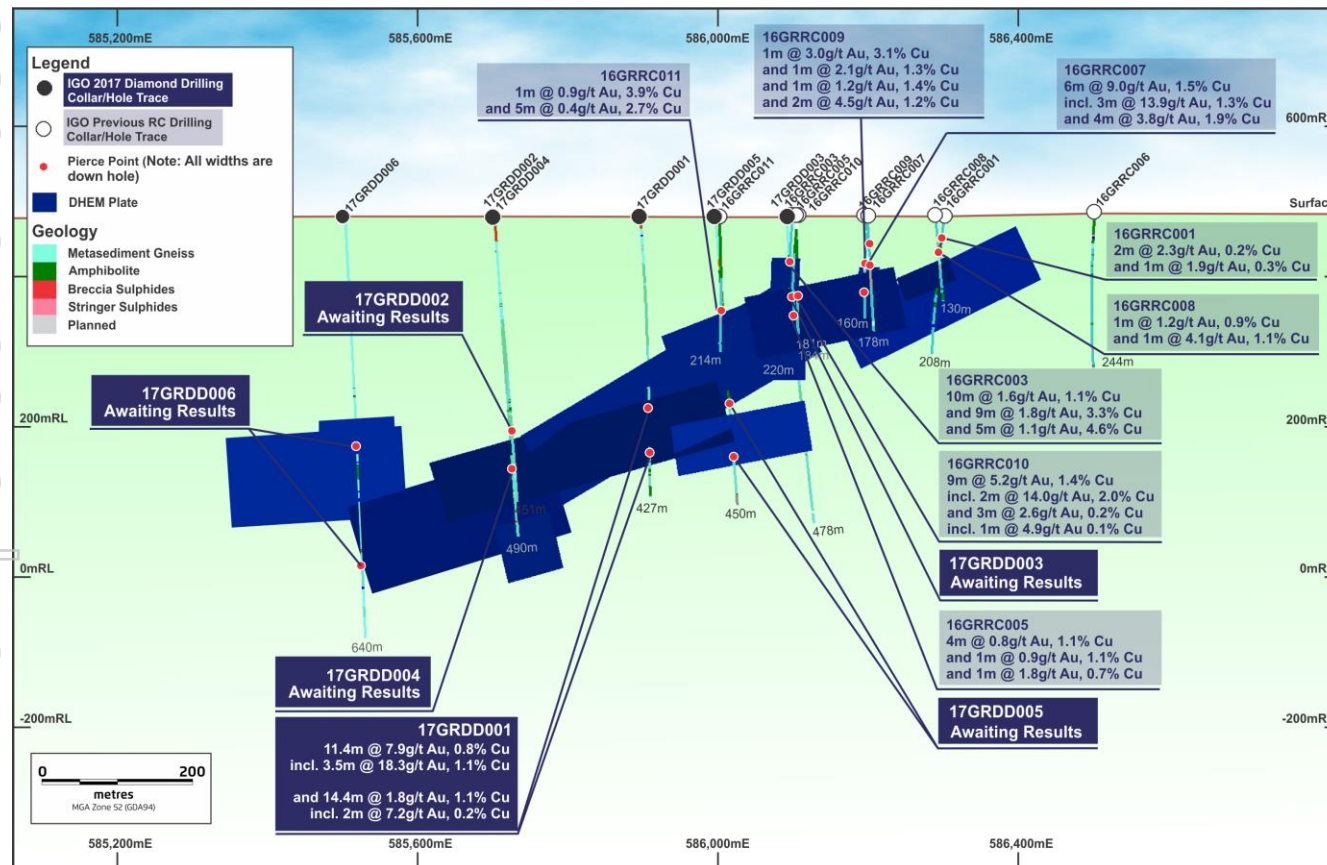 585,200mE
585,600mE
586,000mE
586,400mE
Legend
IGO 2017 Diamond Drilling
Collar/Hole Trace
IGO Previous RC Drilling
Collar/Hole Trace
Pierce Point (Note: All widths are
down hole)
DHEM Plate
Geology
Metasediment Gneiss
Amphibolite
Breccia Sulphides
Stringer Sulphides
Planned
16GRRC011
1m @ 0.9g/t Au, 3.9% Cu
and 5m @ 0.4g/t Au, 2.7% Cu
16GRRC009
1m @ 3.0g/t Au, 3.1% Cu
and 1m @ 2.1g/t Au, 1.3% Cu
and 1m @ 1.2g/t Au, 1.4% Cu
and 2m @ 4.5g/t Au, 1.2% Cu
16GRRC007
6m @ 9.0g/t Au, 1.5% Cu
incl. 3m @ 13.9g/t Au, 1.3% Cu
and 4m @ 3.8g/t Au, 1.9% Cu
600mR
17GRDD006
17GRDD002
17GRDD004
17GRDD001
17GRDD005
16GRRC011
17GRDD003
16GRRC003
16GRRC005
16GRRC010
16GRRC009
16GRRC007
16GRRC008
16GRRC001
16GRRC006
Surfac
16GRRC001
2m @ 2.3g/t Au, 0.2% Cu
and 1m @ 1.9g/t Au, 0.3% Cu
17GRDD002
Awaiting Results
16GRRC008
1m @ 1.2g/t Au, 0.9% Cu
and 1m @ 4.1g/t Au, 1.1% Cu
130m
160m
178m
181m
208m
214m
220m
244m
17GRDD006
Awaiting Results
16GRRC003
10m @ 1.6g/t Au, 1.1% Cu
and 9m @ 1.8g/t Au, 3.3% Cu
and 5m @ 1.1g/t Au, 4.6% Cu
200mRL
200mR
16GRRC010
9m @ 5.2g/t Au, 1.4% Cu
incl. 2m @ 14.0g/t Au, 2.0% Cu
and 3m @ 2.6g/t Au, 0.2% Cu
incl. 1m @ 4.9g/t Au 0.1% Cu
427m
450m
478m
490m
17GRDD003
Awaiting Results
0mRL
0mR
16GRRC005
4m @ 0.8g/t Au, 1.1% Cu
and 1m @ 0.9g/t Au, 1.1% Cu
and 1m @ 1.8g/t Au, 0.7% Cu
640m
17GRDD004
Awaiting Results
17GRDD005
Awaiting Results
-200mRL
-200mR
17GRDD001
11.4m @ 7.9g/t Au, 0.8% Cu
incl. 3.5m @ 18.3g/t Au, 1.1% Cu
and 14.4m @ 1.8g/t Au, 1.1% Cu
incl. 2m @ 7.2g/t Au, 0.2% Cu
0
200
metres
MGA Zone 52 (GDA94)
585,200mE
585,600mE
586,000mE
586,400mE